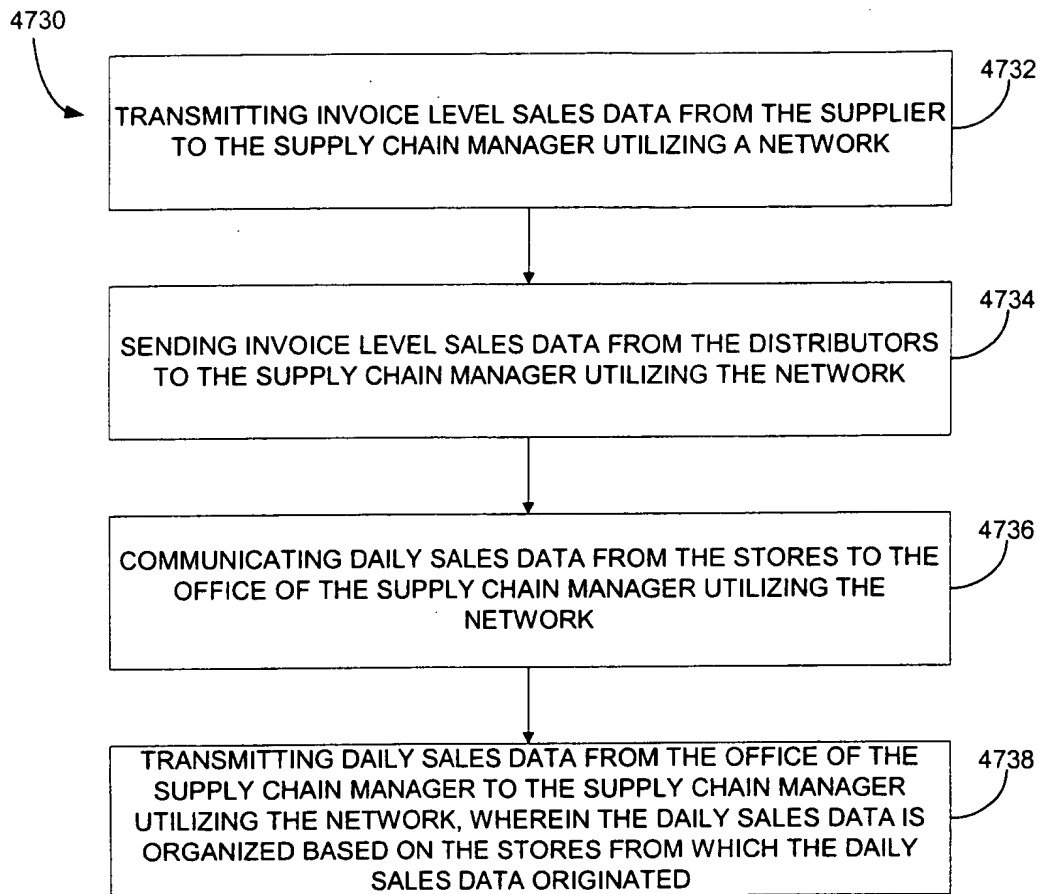 4730
4732
TRANSMITTING INVOICE LEVEL SALES DATA FROM THE SUPPLIER
TO THE SUPPLY CHAIN MANAGER UTILIZING A NETWORK
4734
SENDING INVOICE LEVEL SALES DATA FROM THE DISTRIBUTORS
TO THE SUPPLY CHAIN MANAGER UTILIZING THE NETWORK
4736
COMMUNICATING DAILY SALES DATA FROM THE STORES TO THE
OFFICE OF THE SUPPLY CHAIN MANAGER UTILIZING THE
NETWORK
4738
TRANSMITTING DAILY SALES DATA FROM THE OFFICE OF THE
SUPPLY CHAIN MANAGER TO THE SUPPLY CHAIN MANAGER
UTILIZING THE NETWORK, WHEREIN THE DAILY SALES DATA IS
ORGANIZED BASED ON THE STORES FROM WHICH THE DAILY
SALES DATA ORIGINATED